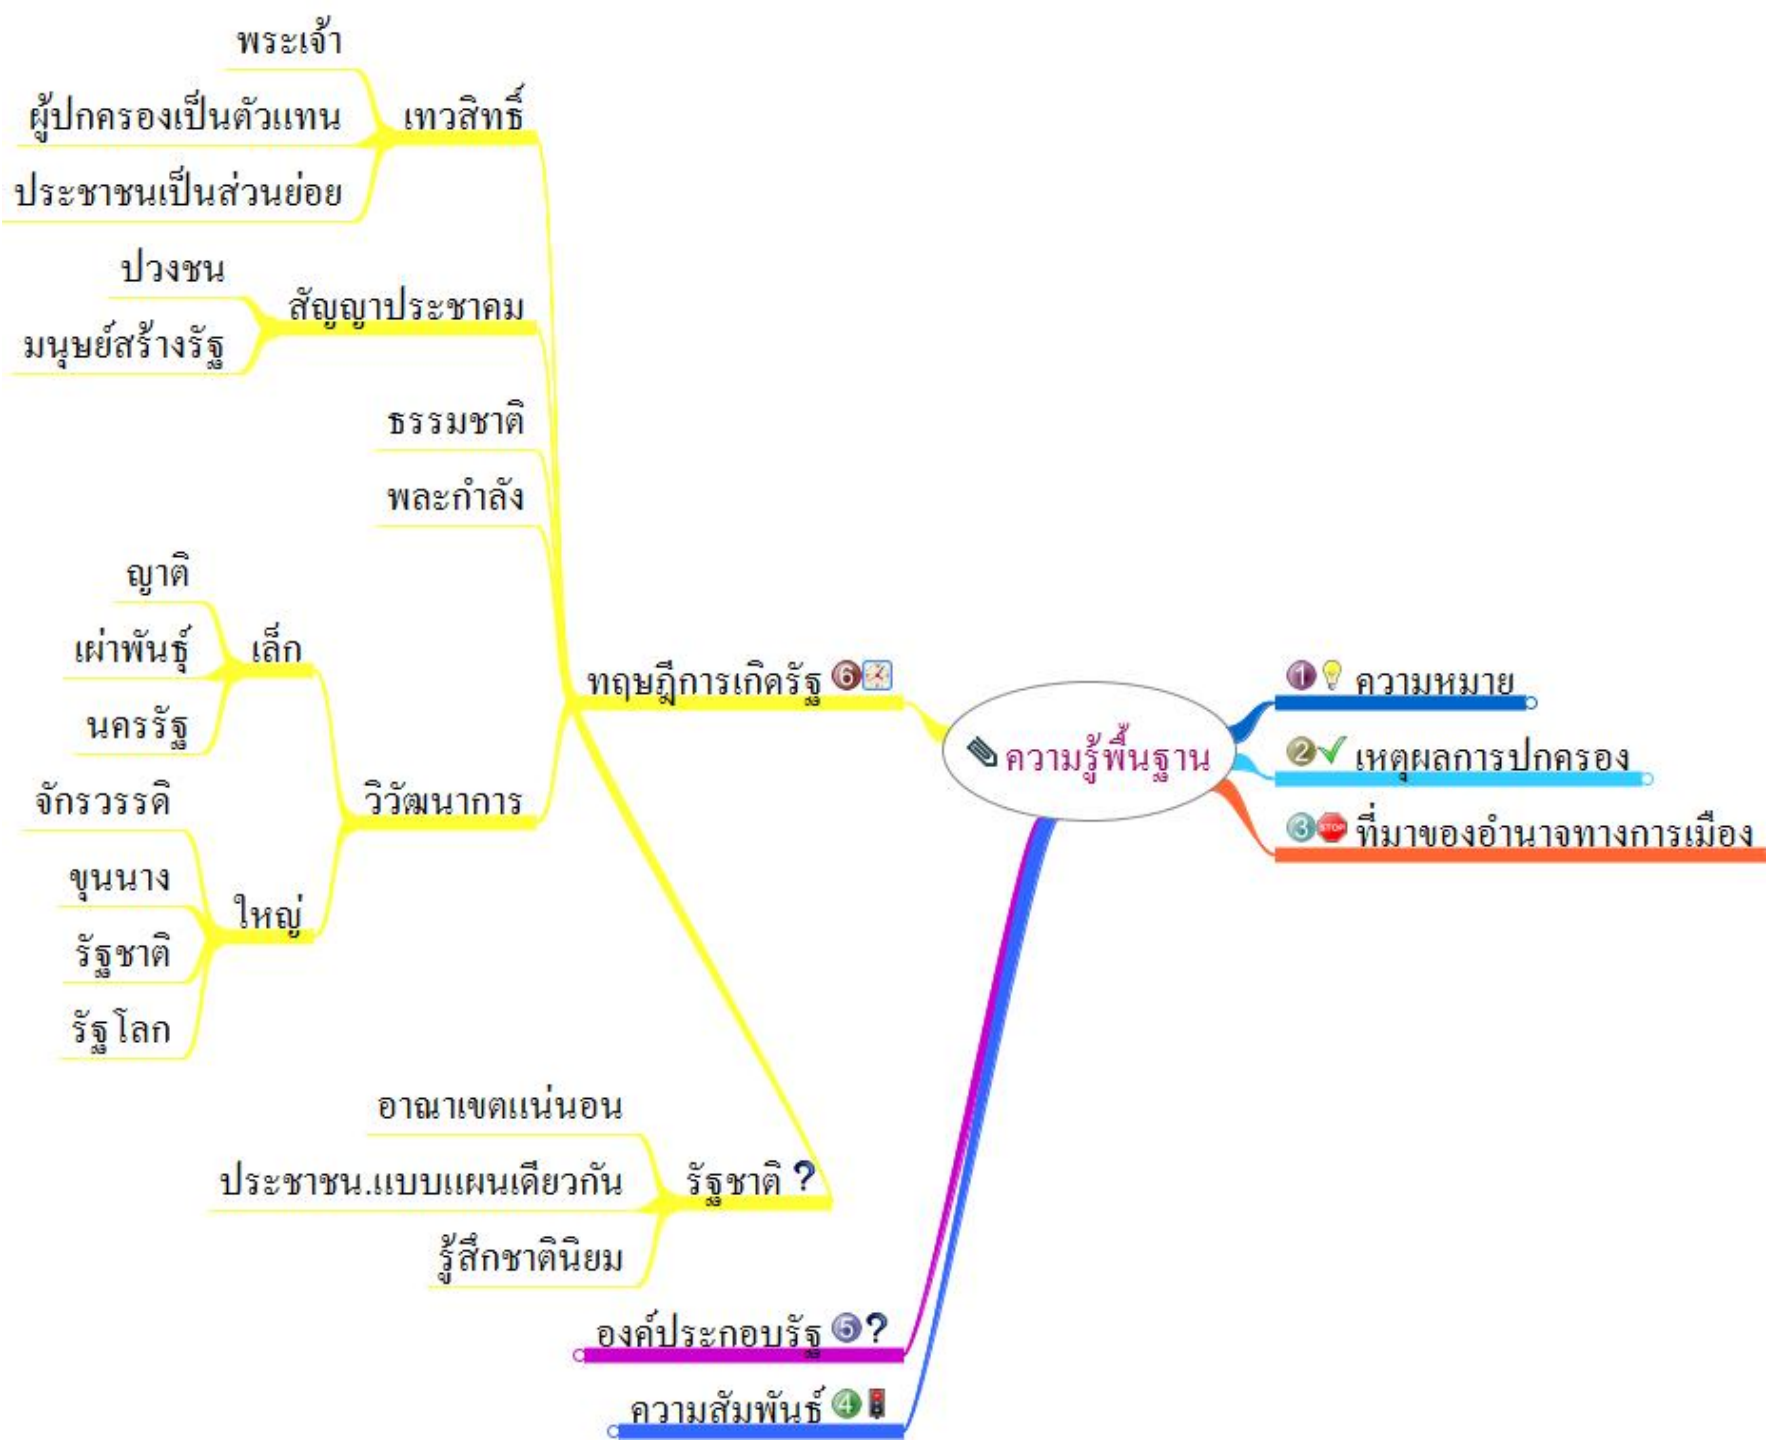 พระเจ้า
ผู้ปกครองเป็นตัวแทน
ประชาชนเป็นส่วนย่อย
เทวสิทธิ์
ปวงชน
มนุษย์สร้างรัฐ
สัญญาประชาคม
ธรรมชาติ
พละกำลัง
ญาติ
เผ่าพันธุ์
นครรัฐ
เล็ก
จักรวรรดิ
ขุนนาง
รัฐชาติ
รัฐโลก
ใหญ่
วิวัฒนาการ
อาณาเขตแน่นอน
ประชาชน.แบบแผนเดียวกัน
รู้สึกชาตินิยม
รัฐชาติ ?
ทฤษฎีการเกิดรัฐ 6
องค์ประกอบรัฐ 5 ?
ความสัมพันธ์ 4
ความรู้พื้นฐาน
1 ความหมาย
2 เหตุผลการปกครอง
3 STOP ที่มาของอำนาจทางการเมือง